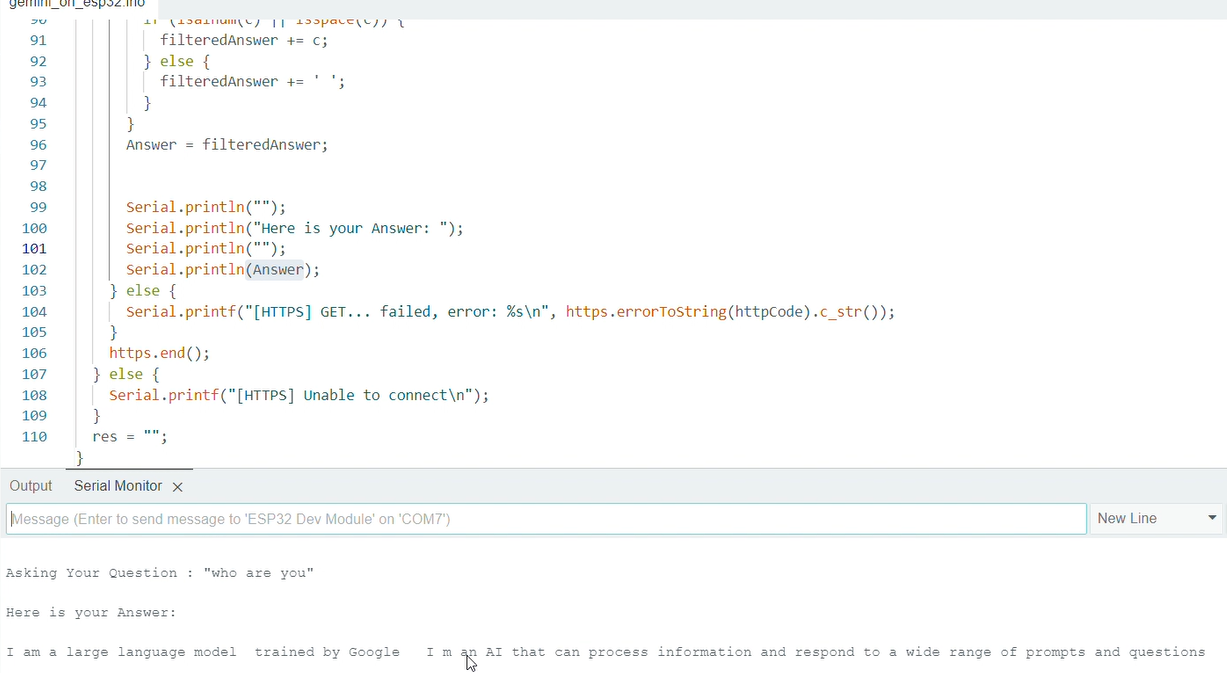 gemini_on_esp32.ino
90 if (isalnum(c) || isspace(c)) {
91 filteredAnswer += c;
92 } else {
93 filteredAnswer += ' ';
94 }
95 }
96 Answer = filteredAnswer;
97
98
99 Serial.println("");
100 Serial.println("Here is your Answer: ");
101 Serial.println("");
102 Serial.println(Answer);
103 } else {
104 Serial.printf("[HTTPS] GET... failed, error: %s\n", https.errorToString(httpCode).c_str());
105 }
106 https.end();
107 } else {
108 Serial.printf("[HTTPS] Unable to connect\n");
109 }
110 res = "";
}
Output Serial Monitor
Message (Enter to send message to 'ESP32 Dev Module' on 'COM7') New Line
Asking Your Question : "who are you"
Here is your Answer:
I am a large language model  trained by Google   I m an AI that can process information and respond to a wide range of prompts and questions